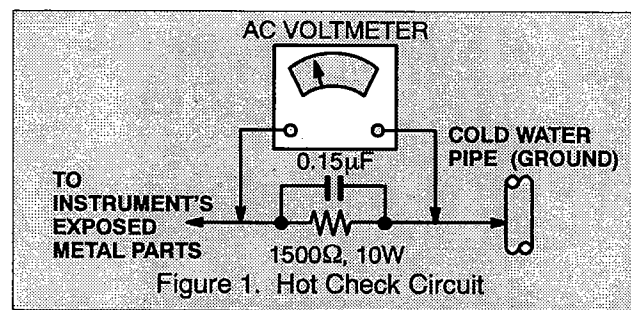 AC VOLTMETER
COLD WATER
PIPE (GROUND)
0.15µF
TO
INSTRUMENT'S
EXPOSED
METAL PARTS
1500Ω, 10W
Figure 1. Hot Check Circuit